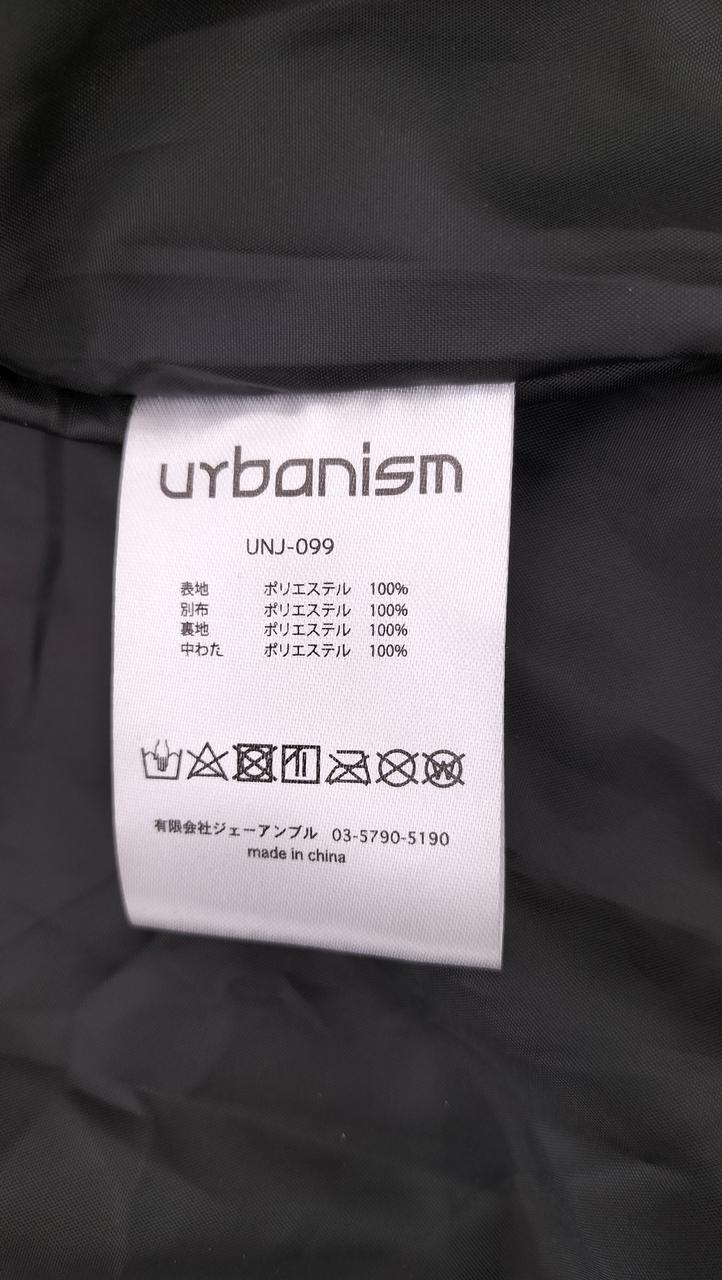 urbanism
UNJ-099
表地 ポリエステル 100%
別布 ポリエステル 100%
裏地 ポリエステル 100%
中わた ポリエステル 100%
有限会社ジェーアンブル 03-5790-5190
made in china